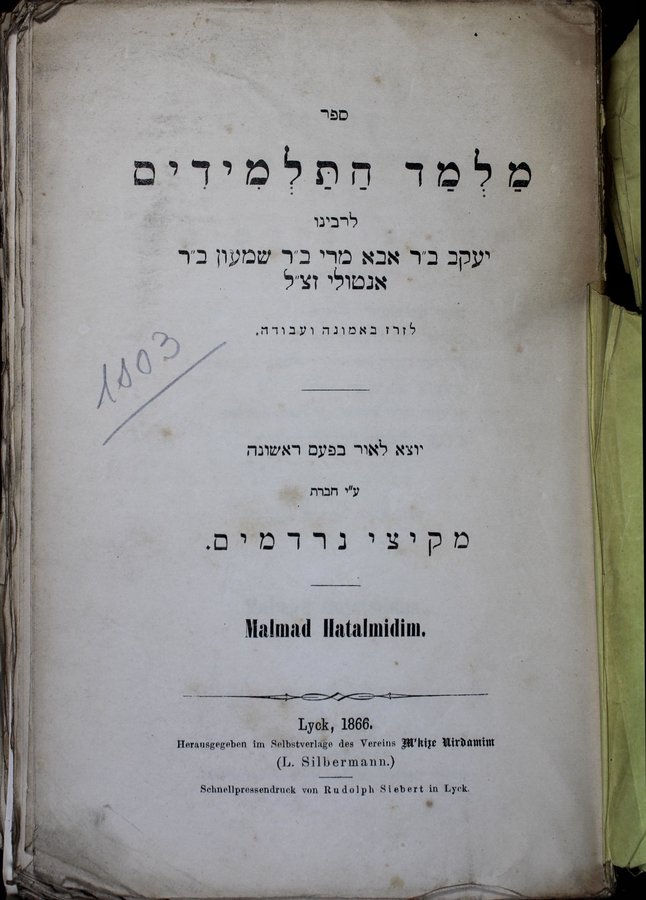 ספר
מַלְמַד הַתַּלְמִידִים
לרבינו
יעקב ב״ר אבא מרי ב״ר שמעון ב״ר
אנטולי זצ״ל
לזרז באמונה ועבודה.
1803
יוצא לאור בפעם ראשונה
ע״י חברת
מקיצי נרדמים.
Malmad Hatalmidim.
Lyck, 1866.
Herausgegeben im Selbstverlage des Vereins M'kize Nirdamim
(L. Silbermann.)
Schnellpressendruck von Rudolph Siebert in Lyck.